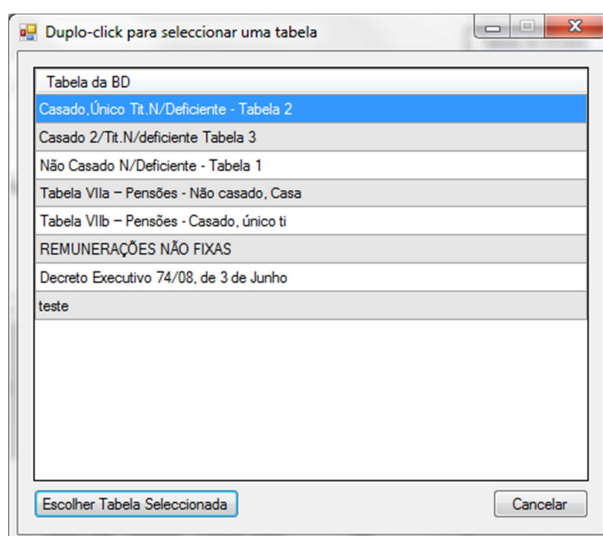 Duplo-click para seleccionar uma tabela
Tabela da BD
Casado,Único Tit.N/Deficiente - Tabela 2
Casado 2/Tit.N/deficiente Tabela 3
Não Casado N/Deficiente - Tabela 1
Tabela VIIa – Pensões - Não casado, Casa
Tabela VIIb – Pensões - Casado, único ti
REMUNERAÇÕES NÃO FIXAS
Decreto Executivo 74/08, de 3 de Junho
teste
Escolher Tabela Seleccionada
Cancelar